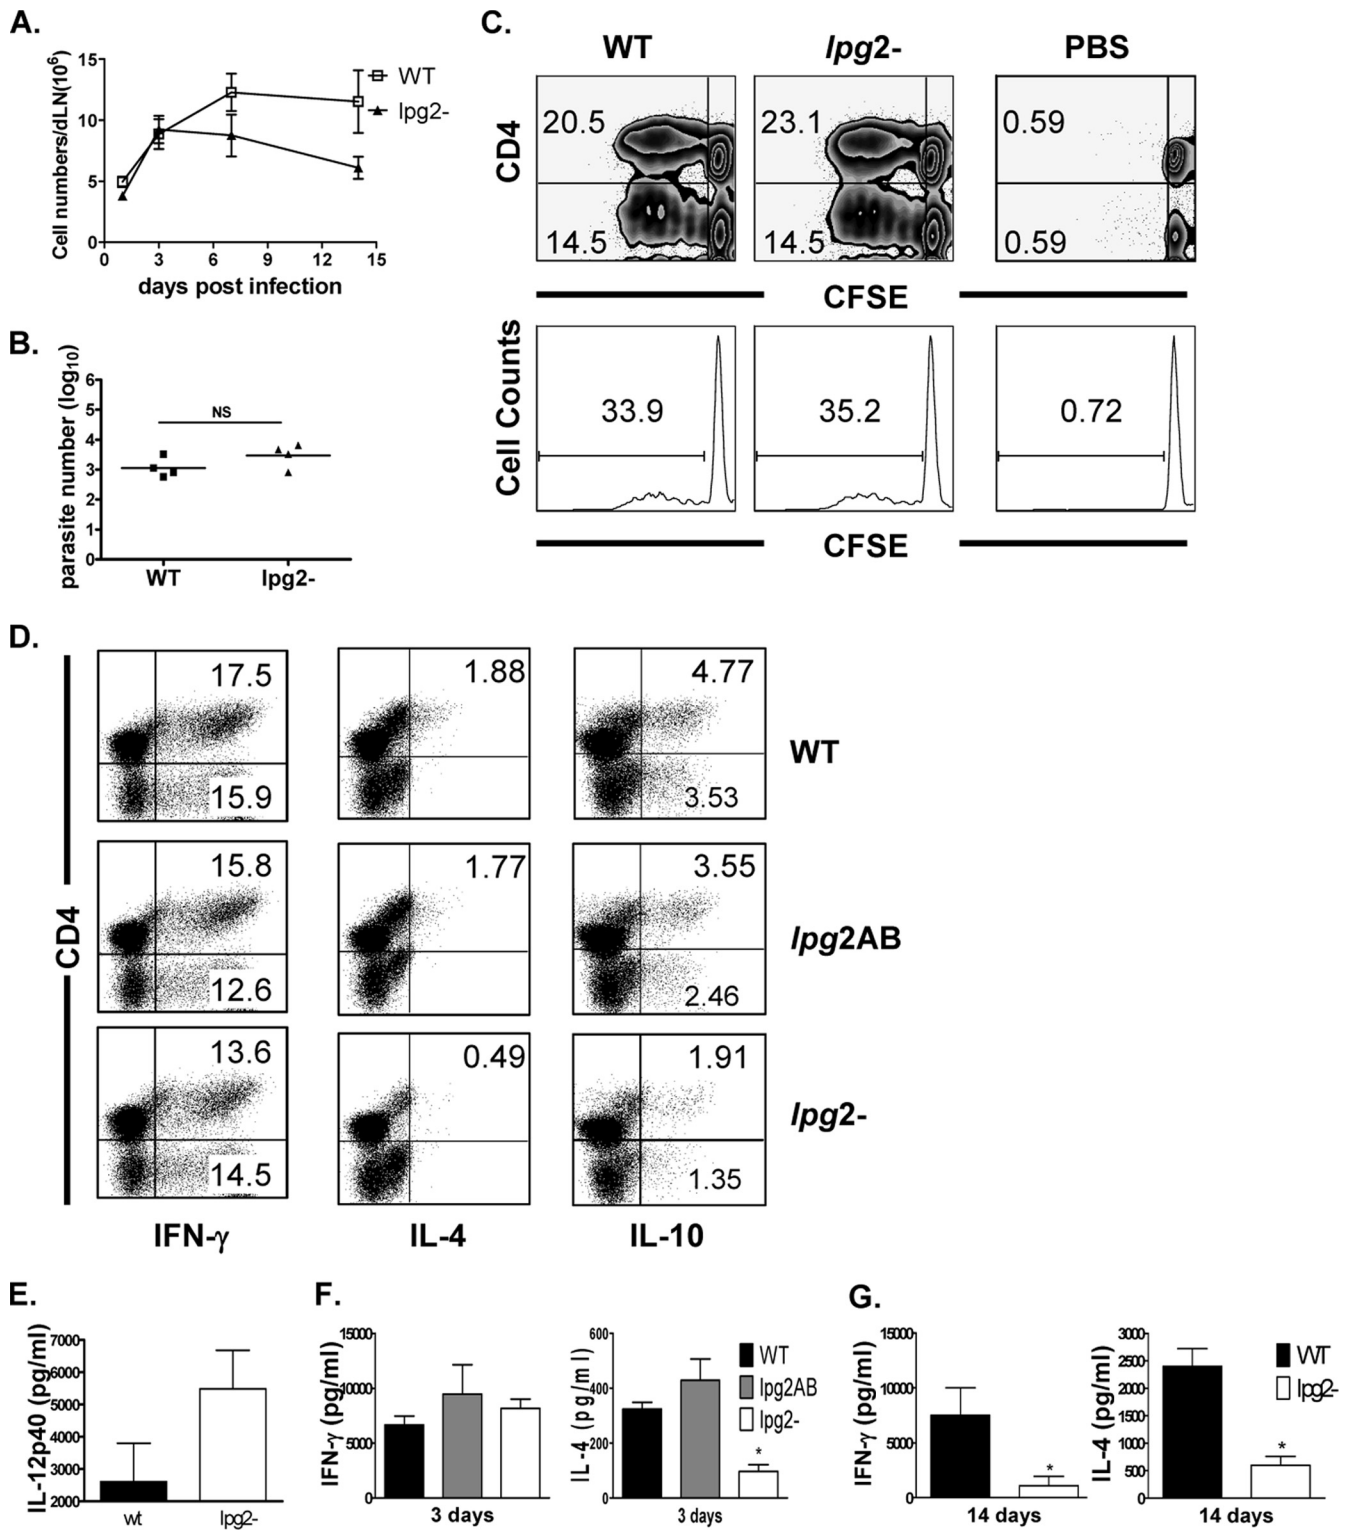 A.
Cell numbers/dLN(10⁶)
15
10
5
0
0 3 6 9 12 15
days post infection
WT
lpg2-
B.
parasite number (log₁₀)
6
5
4
3
2
1
0
NS
WT lpg2-
C.
WT lpg2- PBS
CD4
20.5 23.1 0.59
14.5 14.5 0.59
CFSE
Cell Counts
33.9 35.2 0.72
CFSE
D.
CD4
17.5 1.88 4.77
WT
15.9 3.53
15.8 1.77 3.55
lpg2AB
12.6 2.46
13.6 0.49 1.91
lpg2-
14.5 1.35
IFN-γ IL-4 IL-10
E.
IL-12p40 (pg/ml)
7000
6000
5000
4000
3000
2000
wt lpg2-
F.
IFN-γ (pg/ml)
15000
10000
5000
0
3 days
IL-4 (pg/ml)
600
400
200
0
*
3 days
WT
lpg2AB
lpg2-
G.
IFN-γ (pg/ml)
15000
10000
5000
0
*
14 days
IL-4 (pg/ml)
3000
2500
2000
1500
1000
500
0
*
14 days
WT
lpg2-